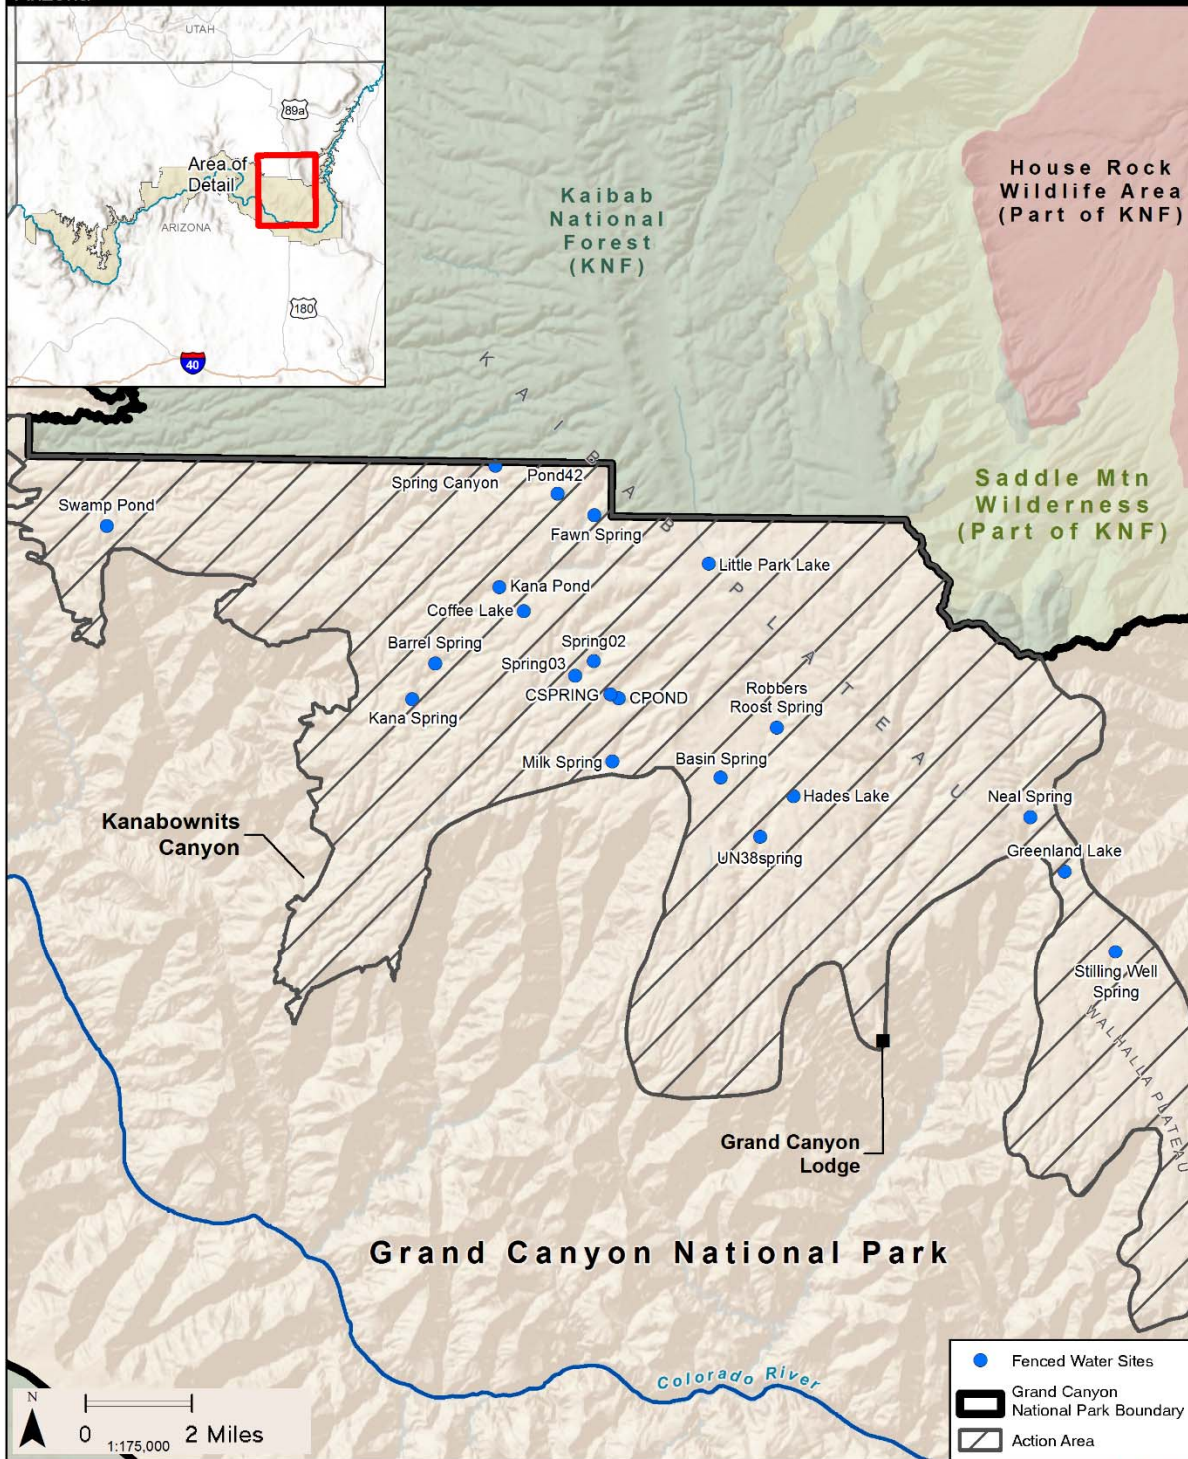 UTAH
89a
Area of
Detail
ARIZONA
180
40
Kaibab
National
Forest
(KNF)
House Rock
Wildlife Area
(Part of KNF)
Saddle Mtn
Wilderness
(Part of KNF)
KAIBAB PLATEAU
Spring Canyon
Pond42
Swamp Pond
Fawn Spring
Little Park Lake
Kana Pond
Coffee Lake
Barrel Spring
Spring02
Spring03
CSPRING
CPOND
Kana Spring
Robbers
Roost Spring
Milk Spring
Basin Spring
Hades Lake
Neal Spring
UN38spring
Greenland Lake
Kanabownits
Canyon
Stilling Well
Spring
WALHALLA PLATEAU
Grand Canyon
Lodge
Grand Canyon National Park
Colorado River
N
0 2 Miles
1:175,000
Fenced Water Sites
Grand Canyon
National Park Boundary
Action Area